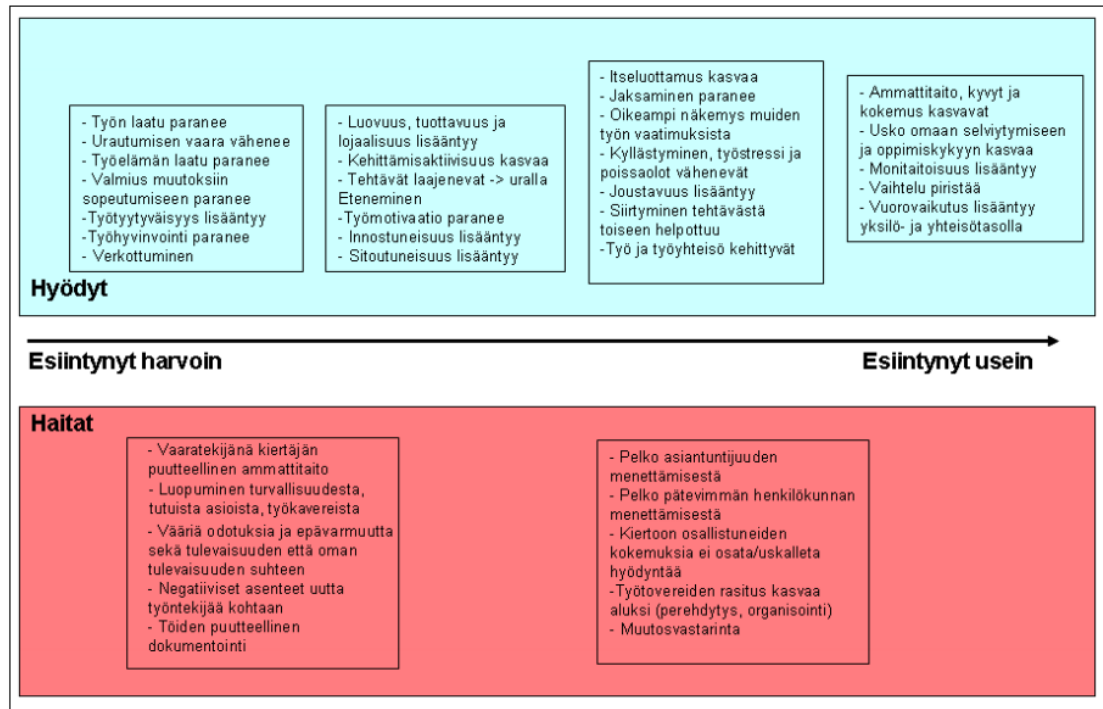 - Työn laatu paranee
- Urautumisen vaara vähenee
- Työelämän laatu paranee
- Valmius muutoksiin
sopeutumiseen paranee
-Työtyytyväisyys lisääntyy
-Työhyvinvointi paranee
- Verkottuminen
- Luovuus, tuottavuus ja
lojaalisuus lisääntyy
- Kehittämisaktiivisuus kasvaa
- Tehtävät laajenevat -> uralla
Eteneminen
-Työmotivaatio paranee
- Innostuneisuus lisääntyy
- Sitoutuneisuus lisääntyy
- Itseluottamus kasvaa
- Jaksaminen paranee
- Oikeampi näkemys muiden
työn vaatimuksista
- Kyllästyminen, työstressi ja
poissaolot vähenevät
- Joustavuus lisääntyy
- Siirtyminen tehtävästä
toiseen helpottuu
-Työ ja työyhteisö kehittyvät
- Ammattitaito, kyvyt ja
kokemus kasvavat
- Usko omaan selviytymiseen
ja oppimiskykyyn kasvaa
- Monitaitoisuus lisääntyy
- Vaihtelu piristää
- Vuorovaikutus lisääntyy
yksilö- ja yhteisötasolla
Hyödyt
Esiintynyt harvoin
Esiintynyt usein
Haitat
- Vaaratekijänä kiertäjän
puutteellinen ammattitaito
- Luopuminen turvallisuudesta,
tutuista asioista, työkavereista
- Vääriä odotuksia ja epävarmuutta
sekä tulevaisuuden että oman
tulevaisuuden suhteen
- Negatiiviset asenteet uutta
työntekijää kohtaan
- Töiden puutteellinen
dokumentointi
- Pelko asiantuntijuuden
menettämisestä
- Pelko pätevimmän henkilökunnan
menettämisestä
- Kiertoon osallistuneiden
kokemuksia ei osata/uskalleta
hyödyntää
-Työtovereiden rasitus kasvaa
aluksi (perehdytys, organisointi)
- Muutosvastarinta